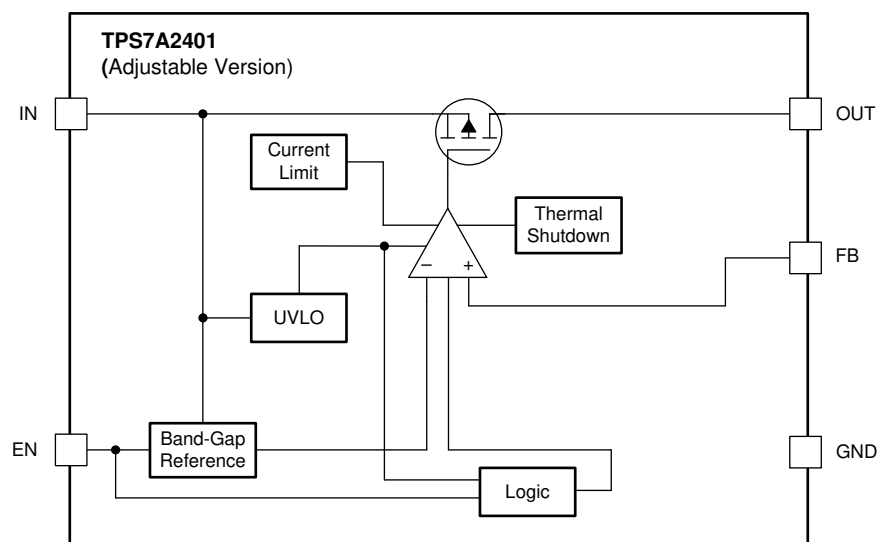 TPS7A2401
(Adjustable Version)
IN
OUT
Current
Limit
Thermal
Shutdown
− +
FB
UVLO
EN
Band-Gap
Reference
GND
Logic